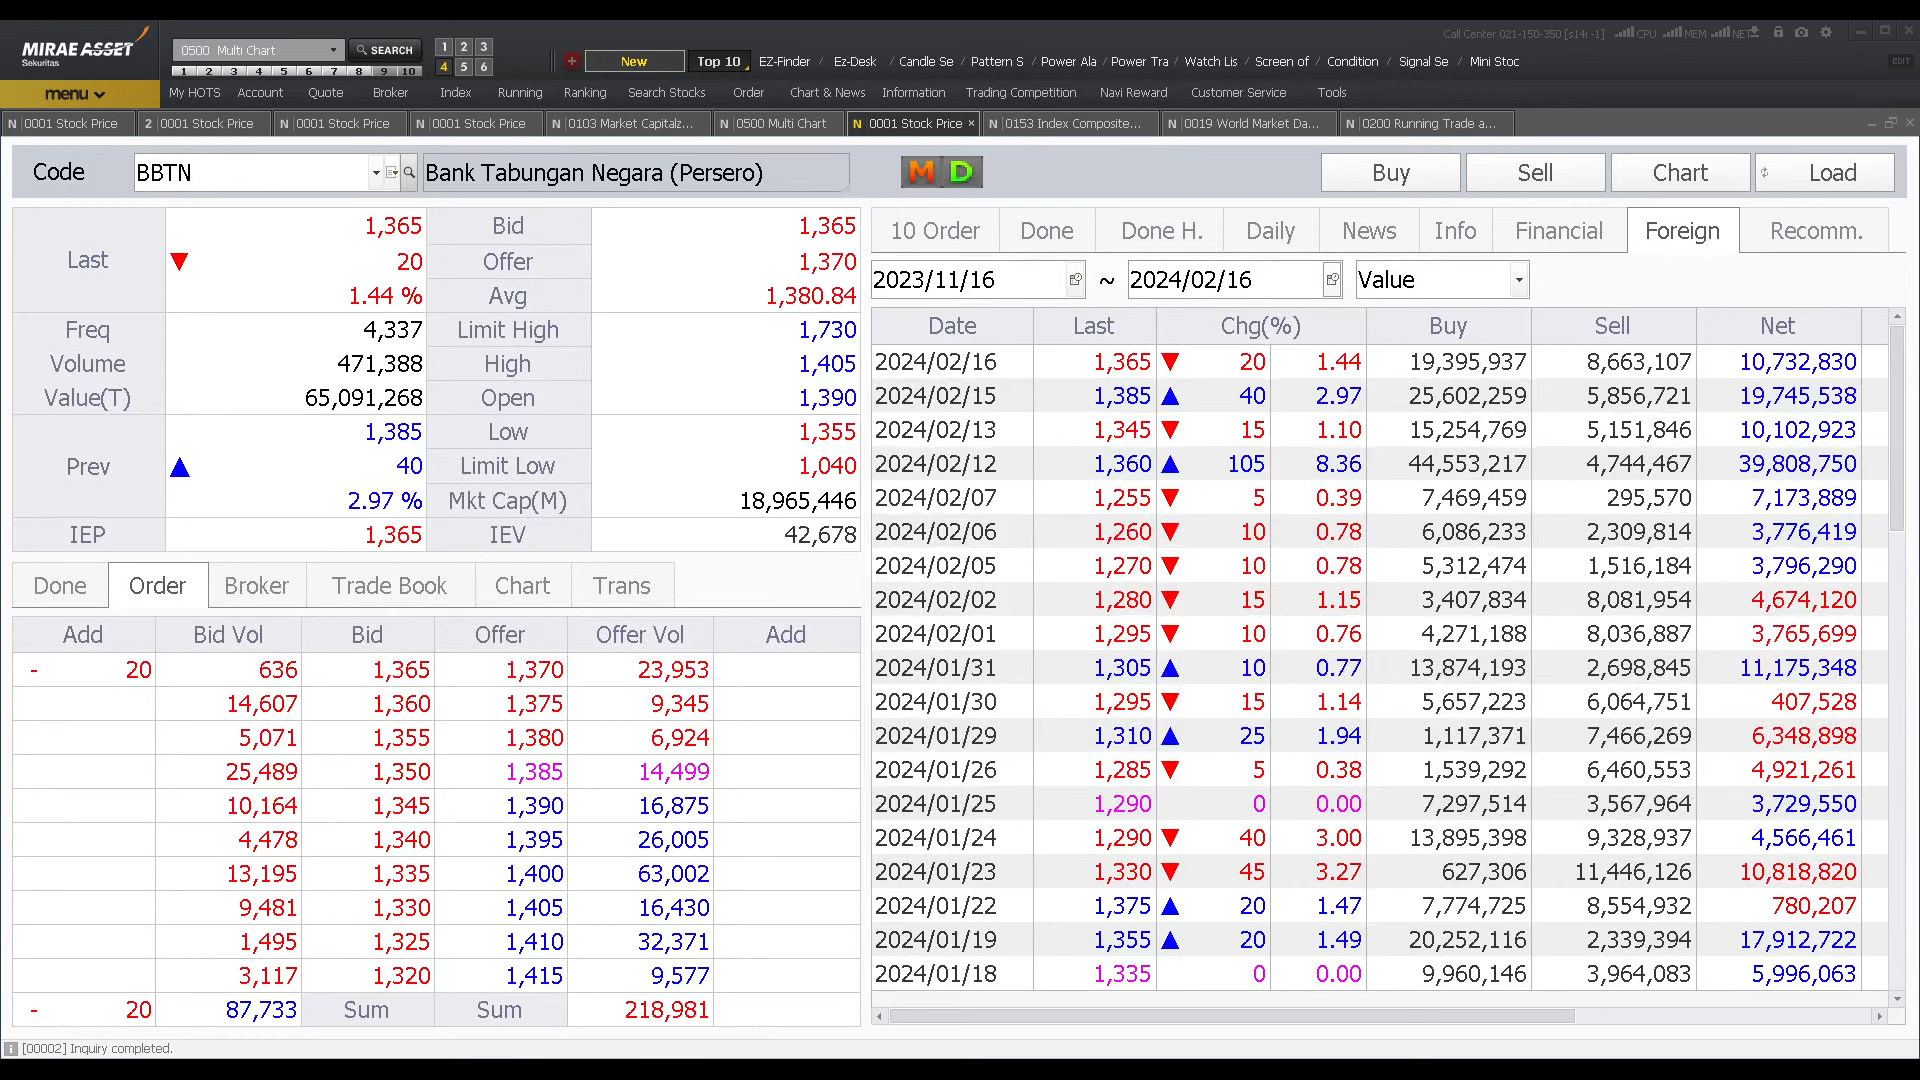 MIRAE ASSET
Sekuritas
0500 Multi Chart
SEARCH
1 2 3
4 5 6
1 2 3 4 5 6 7 8 9 10
New
Top 10
EZ-Finder / Ez-Desk / Candle Se / Pattern S / Power Ala / Power Tra / Watch Lis / Screen of / Condition / Signal Se / Mini Stoc
Call Center 021-150-350 [s14i -1] CPU MEM NET
EDIT
menu
My HOTS Account Quote Broker Index Running Ranking Search Stocks Order Chart & News Information Trading Competition Navi Reward Customer Service Tools
N 0001 Stock Price 2 0001 Stock Price N 0001 Stock Price N 0001 Stock Price N 0103 Market Capitalz... N 0500 Multi Chart N 0001 Stock Price × N 0153 Index Composite... N 0019 World Market Da... N 0200 Running Trade a...
Code BBTN Bank Tabungan Negara (Persero) M D Buy Sell Chart Load
Last 1,365 Bid 1,365
▼ 20 Offer 1,370
1.44 % Avg 1,380.84
Freq 4,337 Limit High 1,730
Volume 471,388 High 1,405
Value(T) 65,091,268 Open 1,390
Prev 1,385 Low 1,355
▲ 40 Limit Low 1,040
2.97 % Mkt Cap(M) 18,965,446
IEP 1,365 IEV 42,678
Done Order Broker Trade Book Chart Trans
Add Bid Vol Bid Offer Offer Vol Add
- 20 636 1,365 1,370 23,953
14,607 1,360 1,375 9,345
5,071 1,355 1,380 6,924
25,489 1,350 1,385 14,499
10,164 1,345 1,390 16,875
4,478 1,340 1,395 26,005
13,195 1,335 1,400 63,002
9,481 1,330 1,405 16,430
1,495 1,325 1,410 32,371
3,117 1,320 1,415 9,577
- 20 87,733 Sum Sum 218,981
10 Order Done Done H. Daily News Info Financial Foreign Recomm.
2023/11/16 ~ 2024/02/16 Value
Date Last Chg(%) Buy Sell Net
2024/02/16 1,365 ▼ 20 1.44 19,395,937 8,663,107 10,732,830
2024/02/15 1,385 ▲ 40 2.97 25,602,259 5,856,721 19,745,538
2024/02/13 1,345 ▼ 15 1.10 15,254,769 5,151,846 10,102,923
2024/02/12 1,360 ▲ 105 8.36 44,553,217 4,744,467 39,808,750
2024/02/07 1,255 ▼ 5 0.39 7,469,459 295,570 7,173,889
2024/02/06 1,260 ▼ 10 0.78 6,086,233 2,309,814 3,776,419
2024/02/05 1,270 ▼ 10 0.78 5,312,474 1,516,184 3,796,290
2024/02/02 1,280 ▼ 15 1.15 3,407,834 8,081,954 4,674,120
2024/02/01 1,295 ▼ 10 0.76 4,271,188 8,036,887 3,765,699
2024/01/31 1,305 ▲ 10 0.77 13,874,193 2,698,845 11,175,348
2024/01/30 1,295 ▼ 15 1.14 5,657,223 6,064,751 407,528
2024/01/29 1,310 ▲ 25 1.94 1,117,371 7,466,269 6,348,898
2024/01/26 1,285 ▼ 5 0.38 1,539,292 6,460,553 4,921,261
2024/01/25 1,290 0 0.00 7,297,514 3,567,964 3,729,550
2024/01/24 1,290 ▼ 40 3.00 13,895,398 9,328,937 4,566,461
2024/01/23 1,330 ▼ 45 3.27 627,306 11,446,126 10,818,820
2024/01/22 1,375 ▲ 20 1.47 7,774,725 8,554,932 780,207
2024/01/19 1,355 ▲ 20 1.49 20,252,116 2,339,394 17,912,722
2024/01/18 1,335 0 0.00 9,960,146 3,964,083 5,996,063
[00002] Inquiry completed.